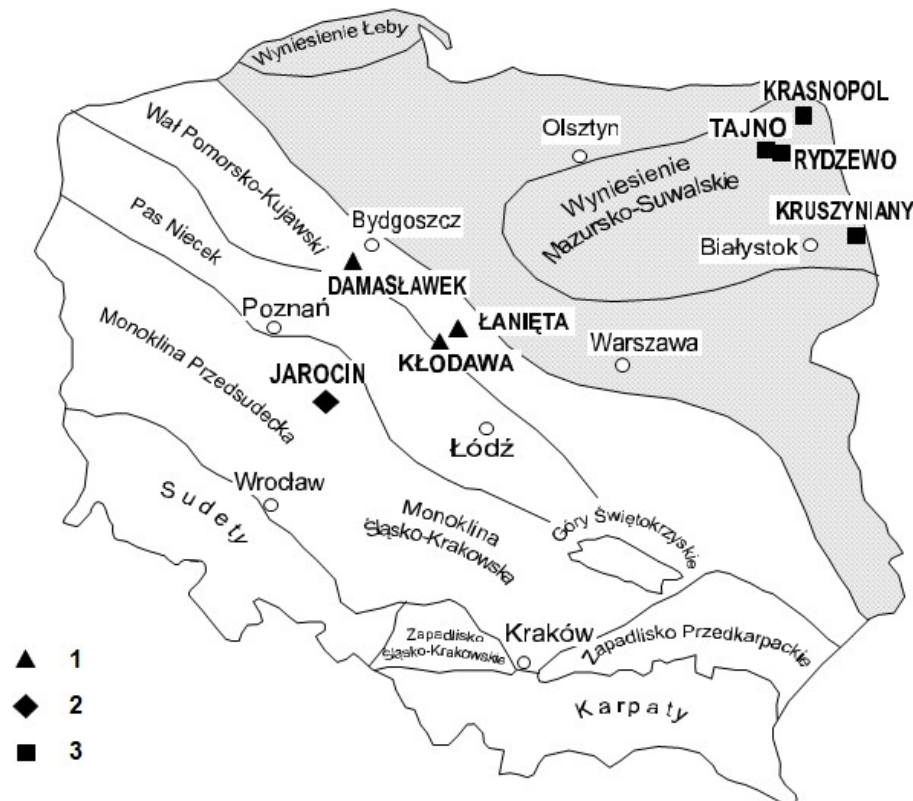 Wyniesienie Łeby
KRASNOPOL
Olsztyn
TAJNO
RYDZEWO
Wał Pomorsko-Kujawski
Wyniesienie
Mazursko-Suwalskie
KRUSZYNIANY
Pas Niecek
Bydgoszcz
Białystok
DAMASŁAWEK
Poznań
ŁANIĘTA
KŁODAWA
Warszawa
Monoklina Przedsudecka
JAROCIN
Łódź
Wrocław
Sudety
Monoklina
Śląsko-Krakowska
Góry Świętokrzyskie
Zapadlisko
Śląsko-Krakowskie
Kraków
Zapadlisko Przedkarpackie
Karpaty
1
2
3